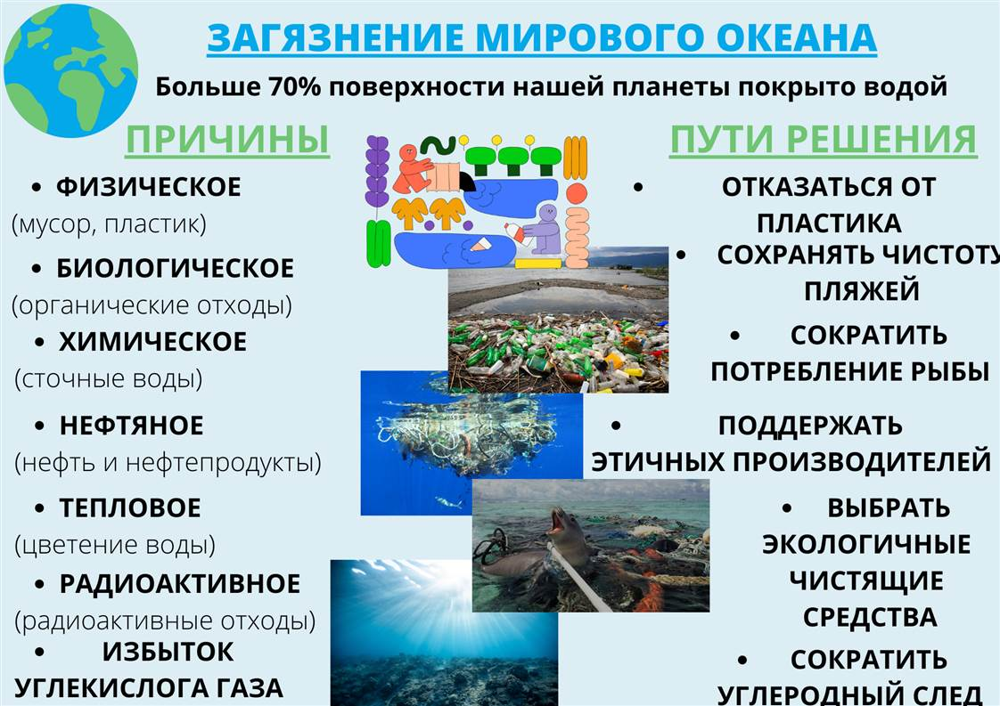 ЗАГЯЗНЕНИЕ МИРОВОГО ОКЕАНА
Больше 70% поверхности нашей планеты покрыто водой
ПРИЧИНЫ
• ФИЗИЧЕСКОЕ
(мусор, пластик)
• БИОЛОГИЧЕСКОЕ
(органические отходы)
• ХИМИЧЕСКОЕ
(сточные воды)
• НЕФТЯНОЕ
(нефть и нефтепродукты)
• ТЕПЛОВОЕ
(цветение воды)
• РАДИОАКТИВНОЕ
(радиоактивные отходы)
• ИЗБЫТОК
УГЛЕКИСЛОГА ГАЗА
ПУТИ РЕШЕНИЯ
• ОТКАЗАТЬСЯ ОТ
ПЛАСТИКА
• СОХРАНЯТЬ ЧИСТОТУ
ПЛЯЖЕЙ
• СОКРАТИТЬ
ПОТРЕБЛЕНИЕ РЫБЫ
• ПОДДЕРЖАТЬ
ЭТИЧНЫХ ПРОИЗВОДИТЕЛЕЙ
• ВЫБРАТЬ
ЭКОЛОГИЧНЫЕ
ЧИСТЯЩИЕ
СРЕДСТВА
• СОКРАТИТЬ
УГЛЕРОДНЫЙ СЛЕД